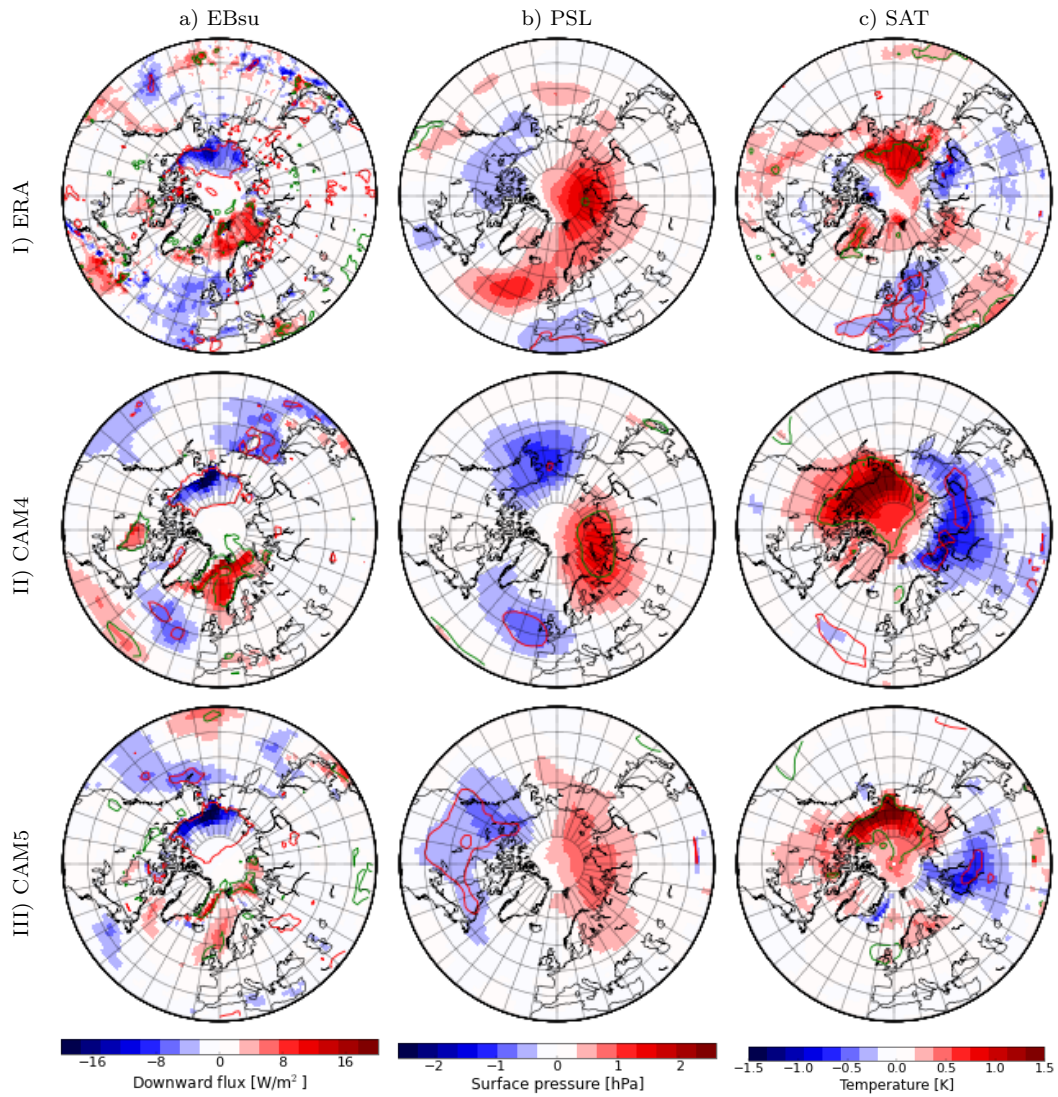 a) EBsu b) PSL c) SAT
I) ERA
II) CAM4
III) CAM5
−16 −8 0 8 16
Downward flux [W/m²]
−2 −1 0 1 2
Surface pressure [hPa]
−1.5 −1.0 −0.5 0.0 0.5 1.0 1.5
Temperature [K]